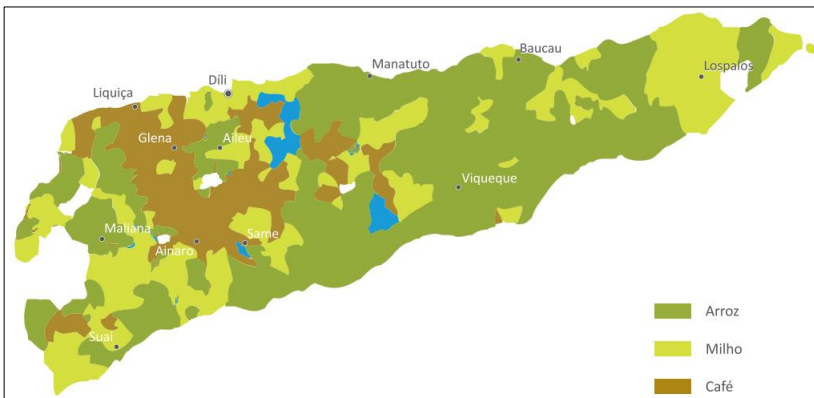 Baucau
Manatuto
Lospalos
Díli
Liquiça
Glena
Aileu
Viqueque
Maliana
Same
Ainaro
Suai
Arroz
Milho
Café